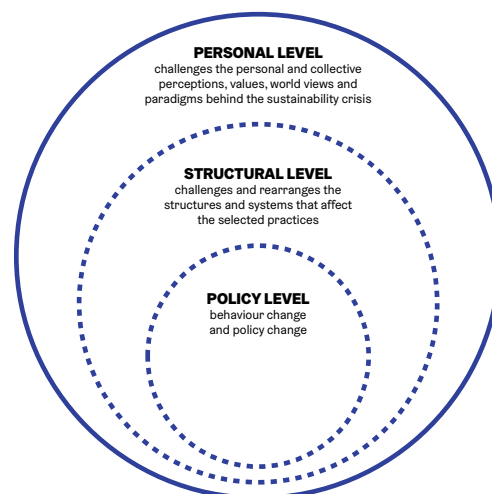 PERSONAL LEVEL
challenges the personal and collective
perceptions, values, world views and
paradigms behind the sustainability crisis
STRUCTURAL LEVEL
challenges and rearranges the
structures and systems that affect
the selected practices
POLICY LEVEL
behaviour change
and policy change